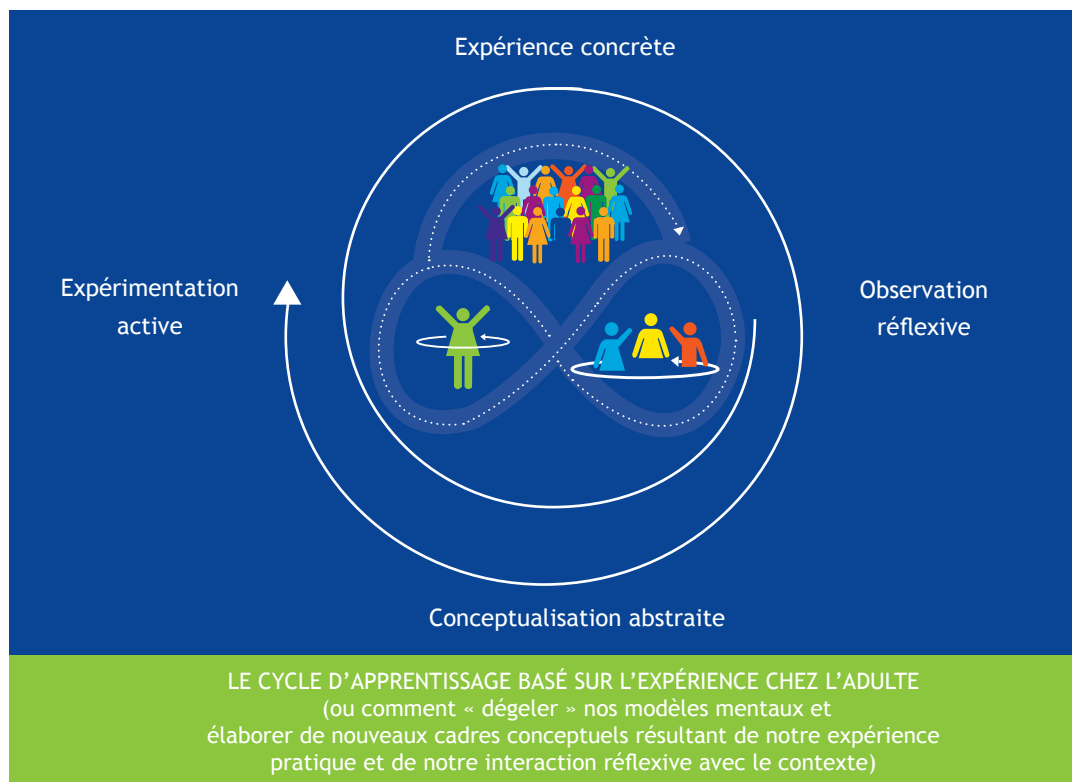 Expérience concrète
Expérimentation
active
Observation
réflexive
Conceptualisation abstraite
LE CYCLE D’APPRENTISSAGE BASÉ SUR L’EXPÉRIENCE CHEZ L’ADULTE
(ou comment « dégeler » nos modèles mentaux et
élaborer de nouveaux cadres conceptuels résultant de notre expérience
pratique et de notre interaction réflexive avec le contexte)